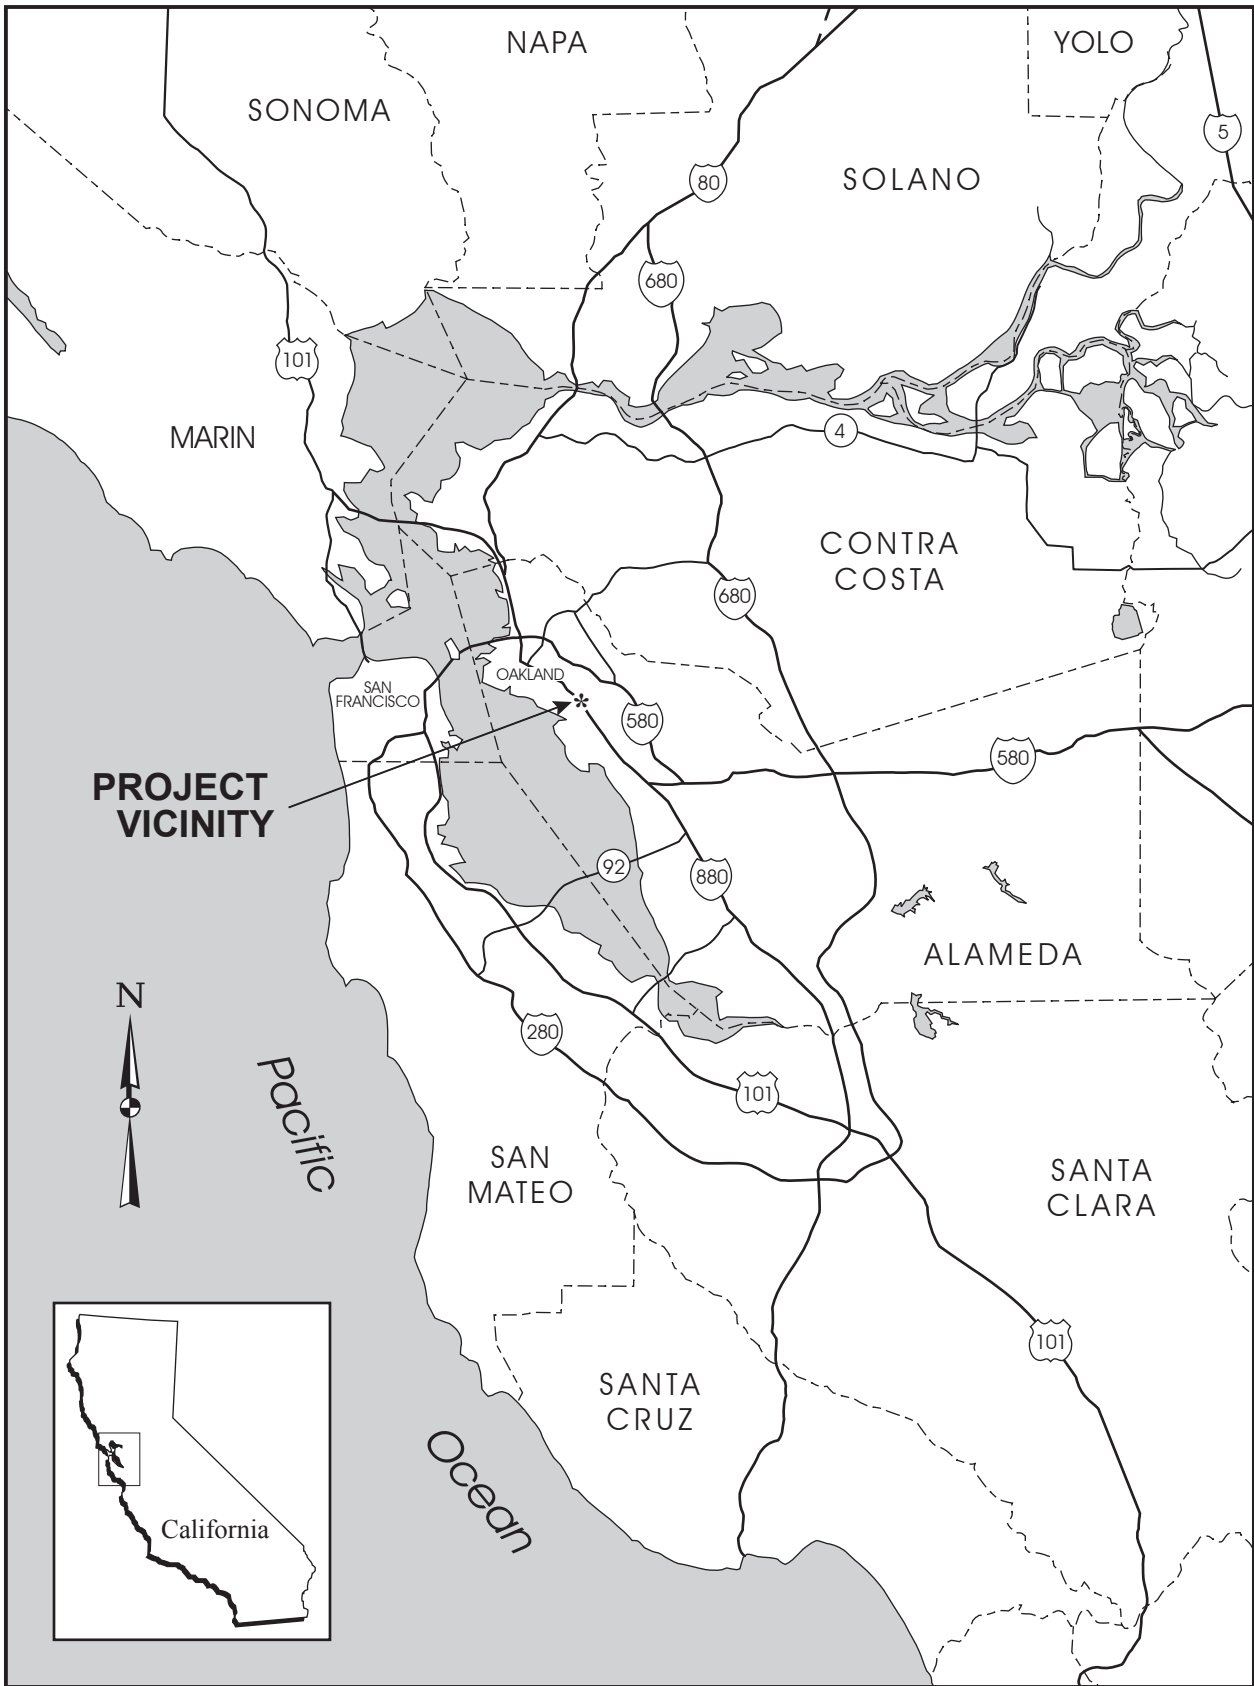 NAPA
YOLO
SONOMA
5
80
SOLANO
680
101
MARIN
4
CONTRA
COSTA
680
OAKLAND
SAN
FRANCISCO
580
580
PROJECT
VICINITY
92
880
ALAMEDA
N
280
Pacific
101
SAN
MATEO
SANTA
CLARA
101
SANTA
CRUZ
Ocean
California